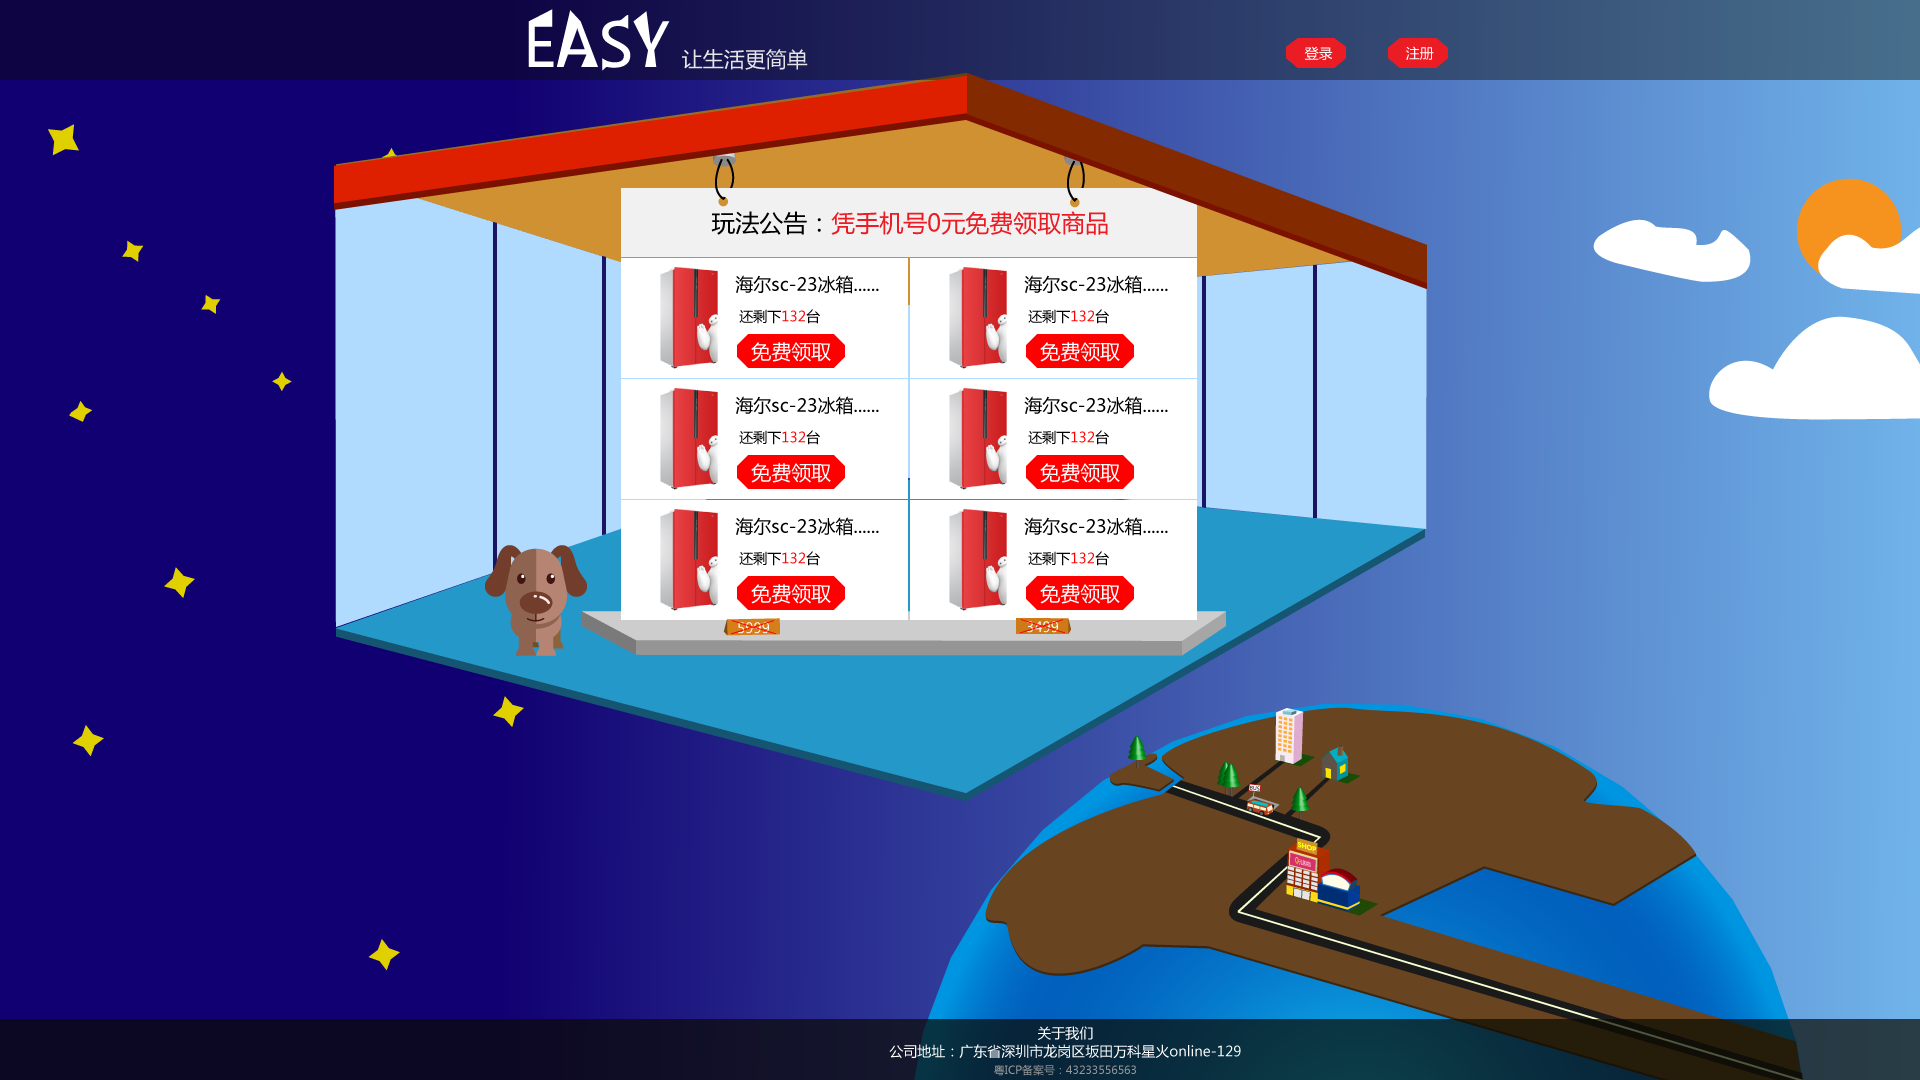 EASY 让生活更简单
登录 注册
玩法公告：凭手机号0元免费领取商品
海尔sc-23冰箱...... 海尔sc-23冰箱......
还剩下132台 还剩下132台
免费领取 免费领取
海尔sc-23冰箱...... 海尔sc-23冰箱......
还剩下132台 还剩下132台
免费领取 免费领取
海尔sc-23冰箱...... 海尔sc-23冰箱......
还剩下132台 还剩下132台
免费领取 免费领取
5999 3499
BUS
SHOP
关于我们
公司地址：广东省深圳市龙岗区坂田万科星火online-129
粤ICP备案号：43233556563